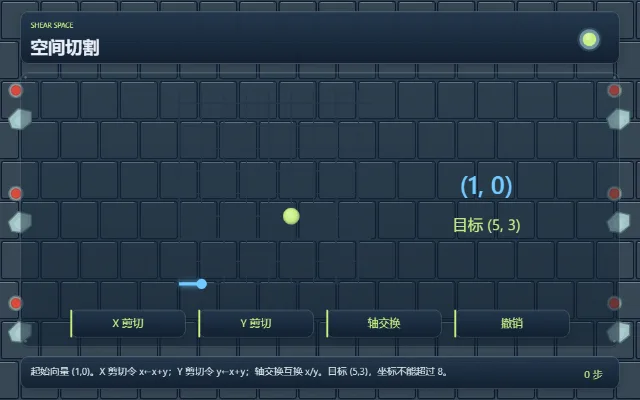 SHEAR SPACE
空间切割
(1, 0)
目标 (5, 3)
X 剪切
Y 剪切
轴交换
撤销
起始向量 (1,0)。X 剪切令 x←x+y；Y 剪切令 y←x+y；轴交换互换 x/y。目标 (5,3)，坐标不能超过 8。
0 步